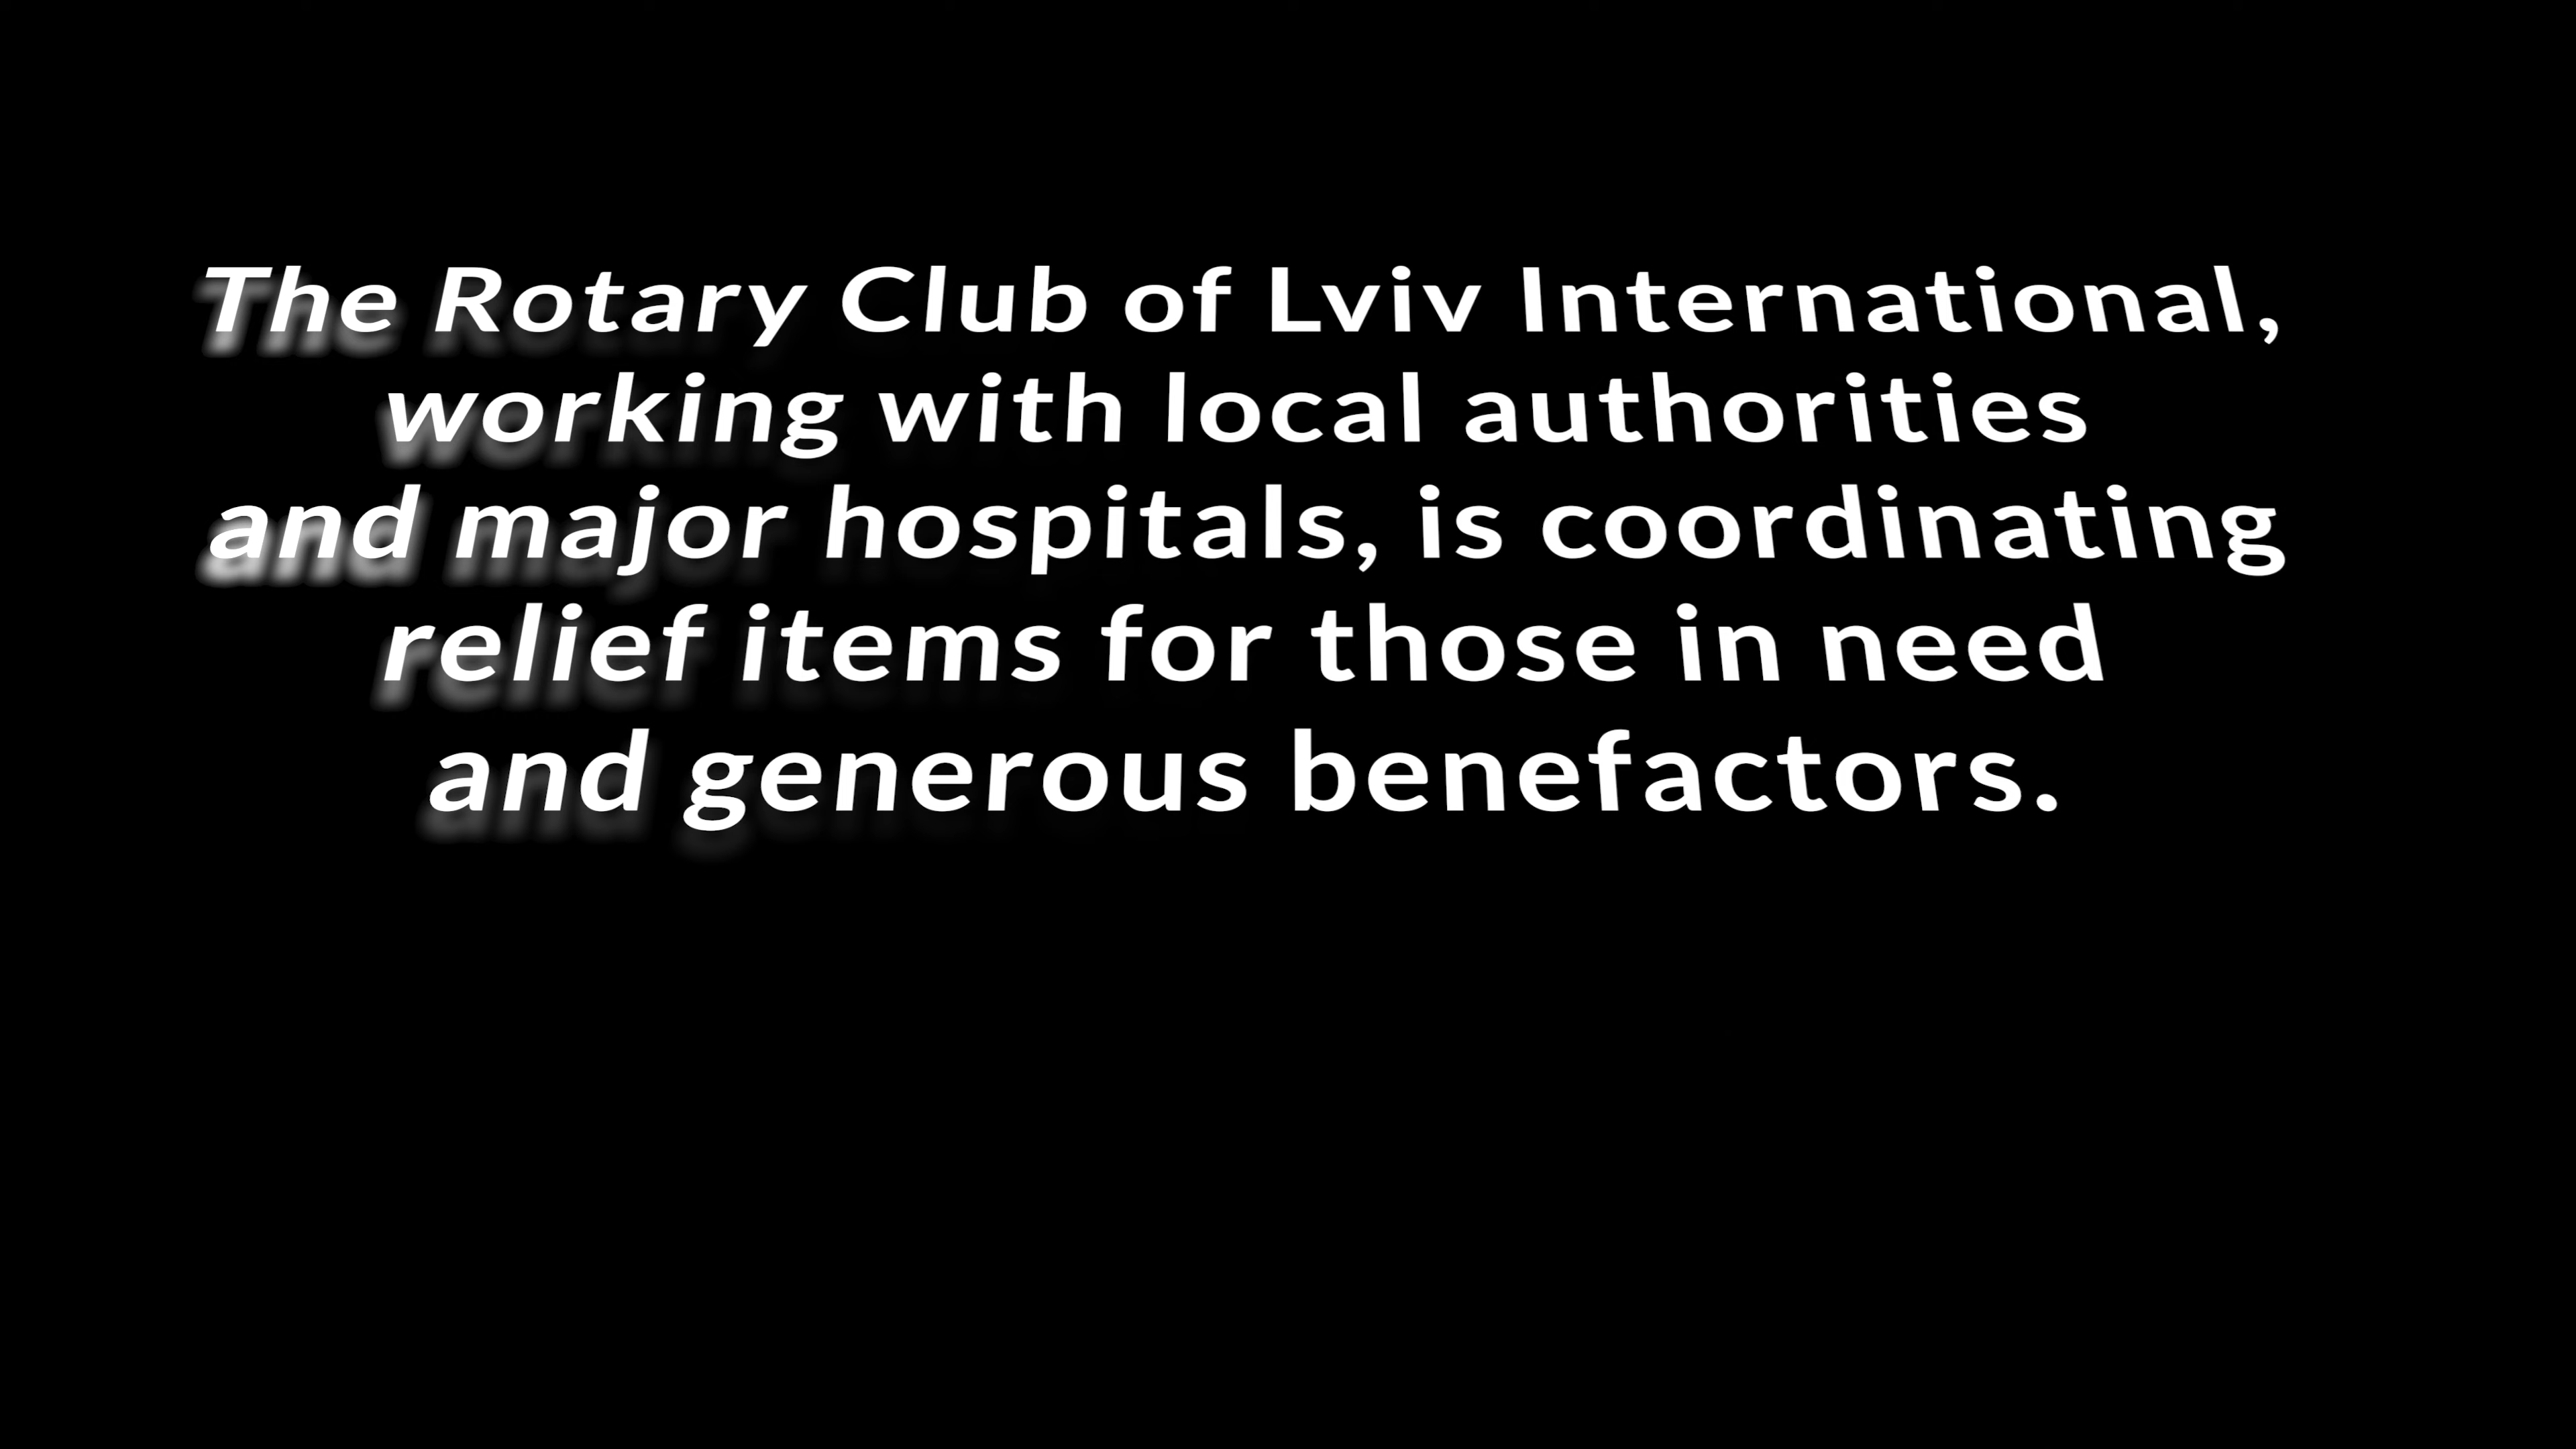 The Rotary Club of Lviv International,
working with local authorities
and major hospitals, is coordinating
relief items for those in need
and generous benefactors.